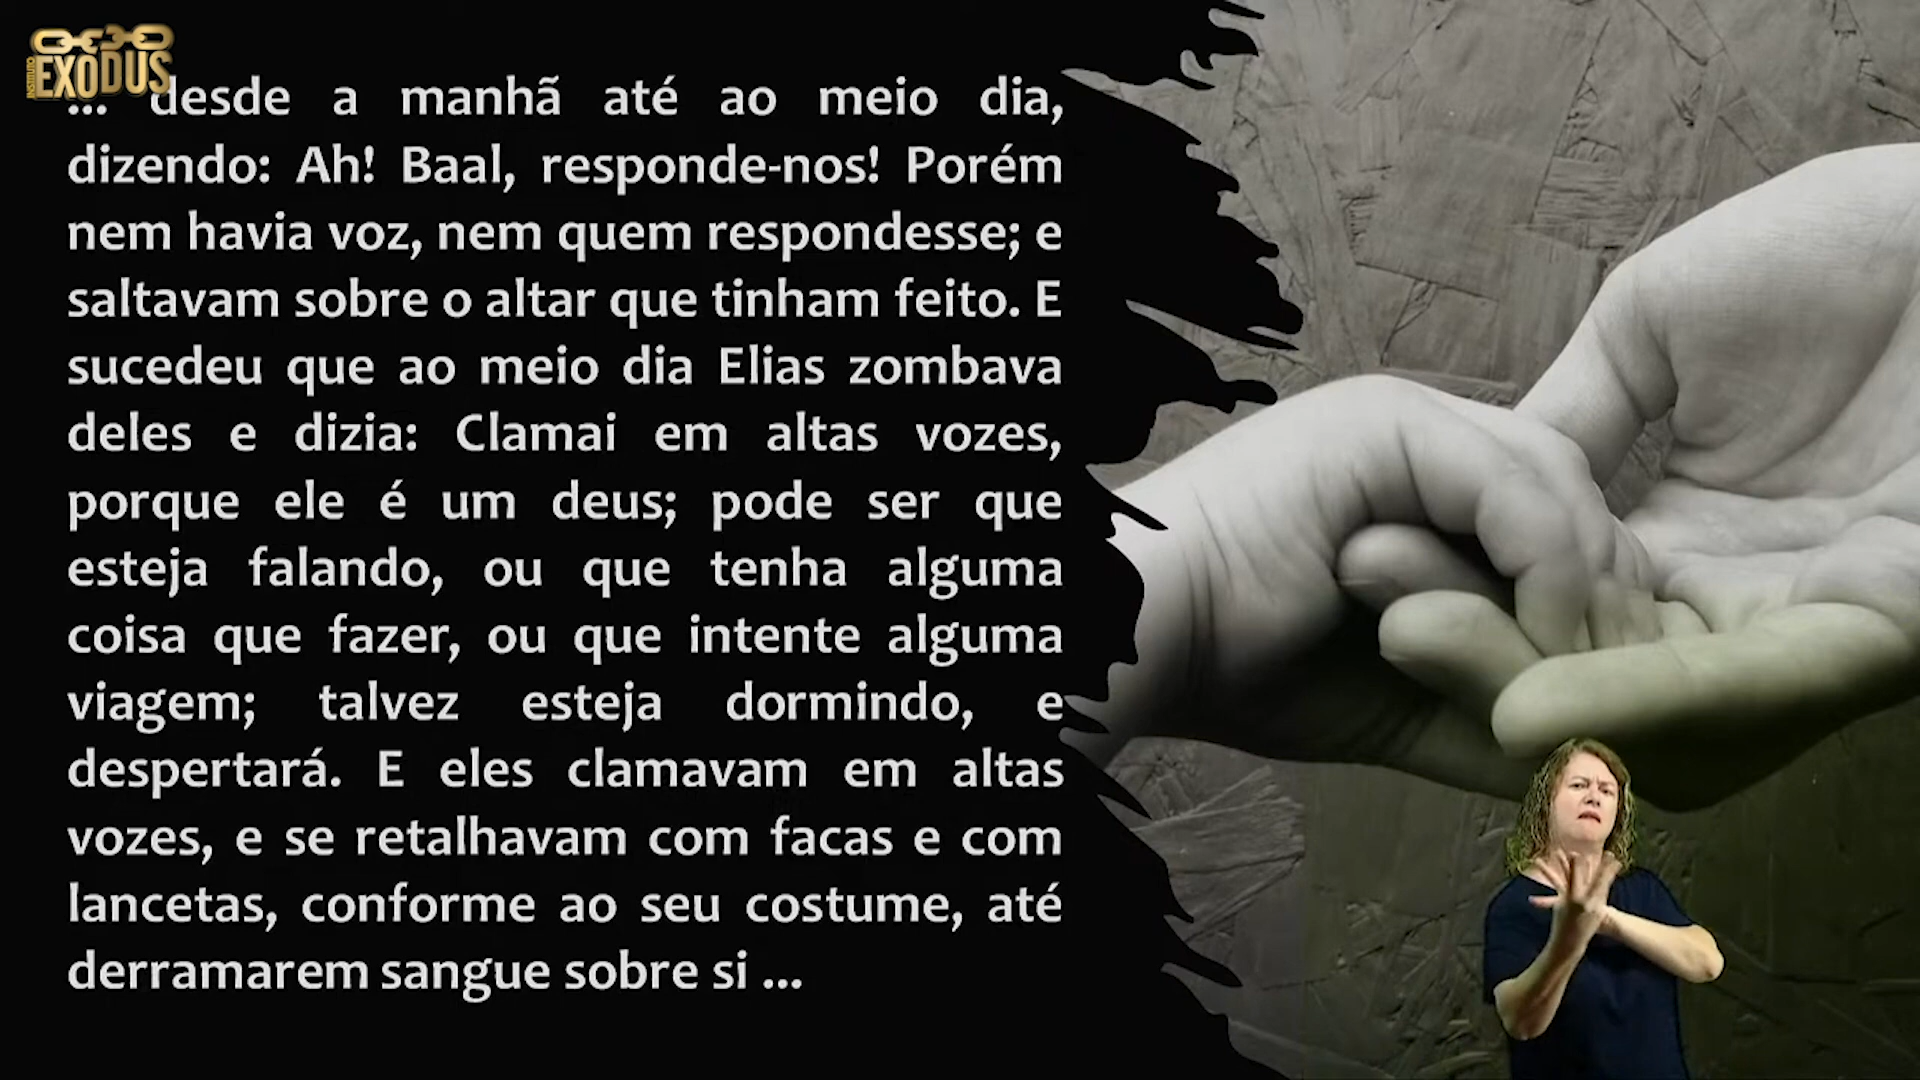 INSTITUTO
EXODUS
... desde a manhã até ao meio dia,
dizendo: Ah! Baal, responde-nos! Porém
nem havia voz, nem quem respondesse; e
saltavam sobre o altar que tinham feito. E
sucedeu que ao meio dia Elias zombava
deles e dizia: Clamai em altas vozes,
porque ele é um deus; pode ser que
esteja falando, ou que tenha alguma
coisa que fazer, ou que intente alguma
viagem; talvez esteja dormindo, e
despertará. E eles clamavam em altas
vozes, e se retalhavam com facas e com
lancetas, conforme ao seu costume, até
derramarem sangue sobre si ...